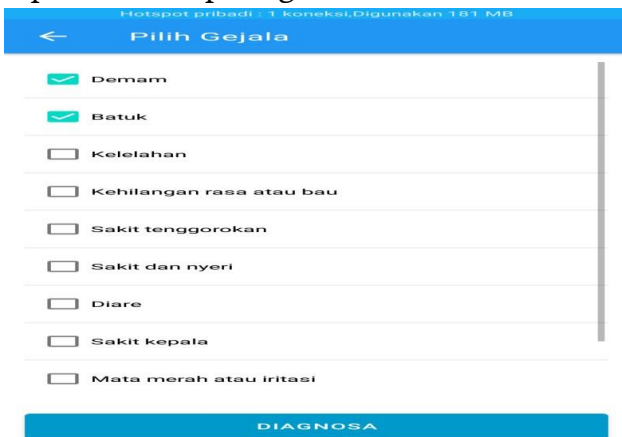 Hotspot pribadi : 1 koneksi,Digunakan 181 MB
Pilih Gejala
Demam
Batuk
Kelelahan
Kehilangan rasa atau bau
Sakit tenggorokan
Sakit dan nyeri
Diare
Sakit kepala
Mata merah atau iritasi
DIAGNOSA